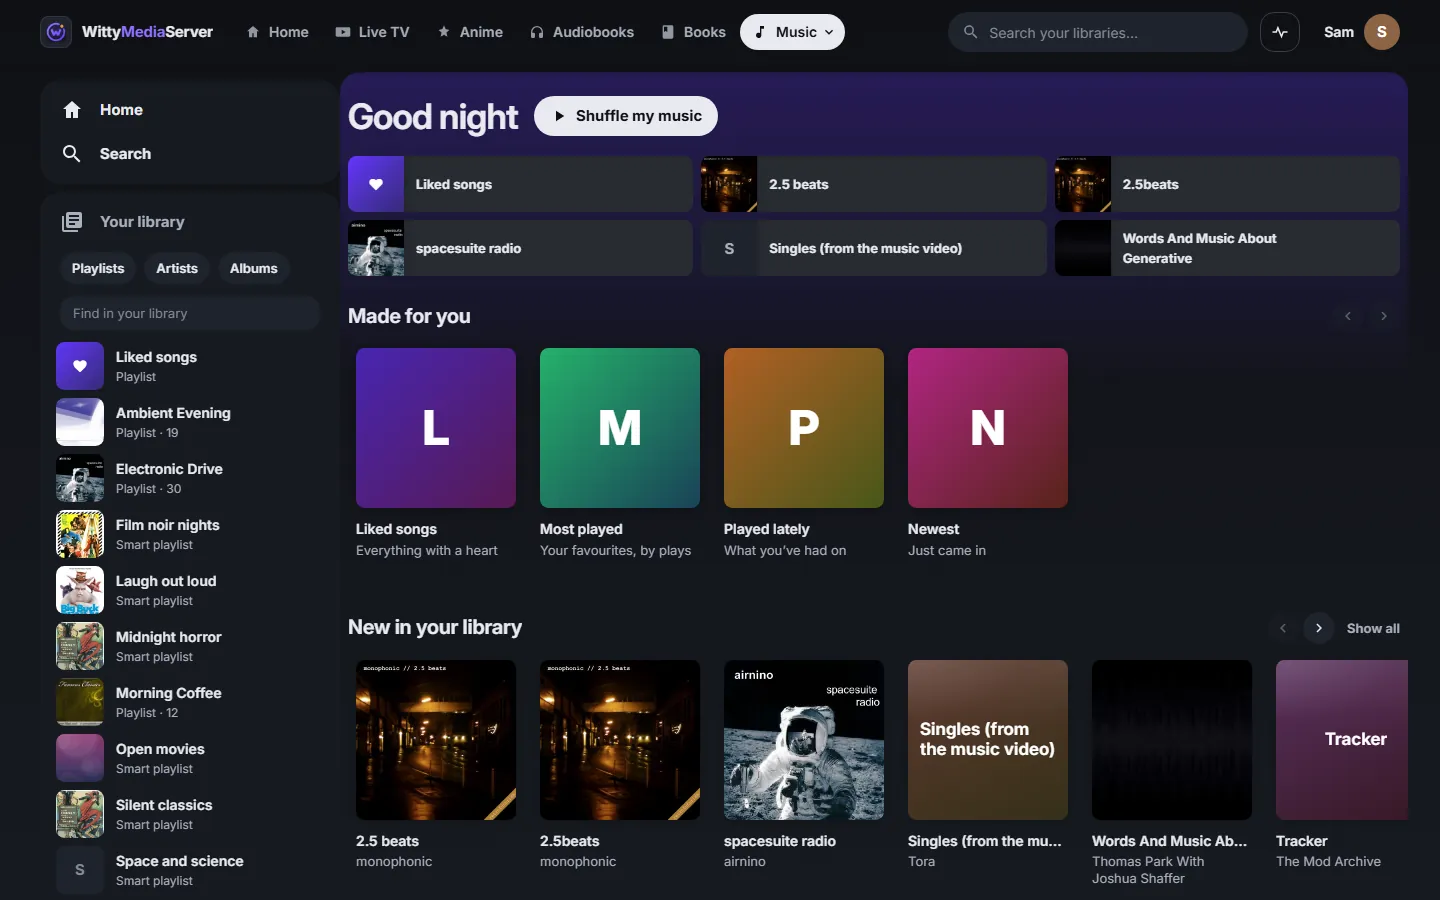 WittyMediaServer
Home
Live TV
Anime
Audiobooks
Books
Music
Search your libraries...
Sam
S
Home
Search
Your library
Playlists
Artists
Albums
Find in your library
Liked songs
Playlist
Ambient Evening
Playlist · 19
Electronic Drive
Playlist · 30
Film noir nights
Smart playlist
Laugh out loud
Smart playlist
Midnight horror
Smart playlist
Morning Coffee
Playlist · 12
Open movies
Smart playlist
Silent classics
Smart playlist
S
Space and science
Smart playlist
Good night
Shuffle my music
Liked songs
2.5 beats
2.5beats
airnino
spacesuite radio
S
Singles (from the music video)
Words And Music About
Generative
Made for you
L
M
P
N
Liked songs
Everything with a heart
Most played
Your favourites, by plays
Played lately
What you've had on
Newest
Just came in
New in your library
Show all
monophonic // 2.5 beats
monophonic // 2.5 beats
airnino
spacesuite
radio
Singles (from
the music video)
Tracker
2.5 beats
monophonic
2.5beats
monophonic
spacesuite radio
airnino
Singles (from the mu...
Tora
Words And Music Ab...
Thomas Park With
Joshua Shaffer
Tracker
The Mod Archive